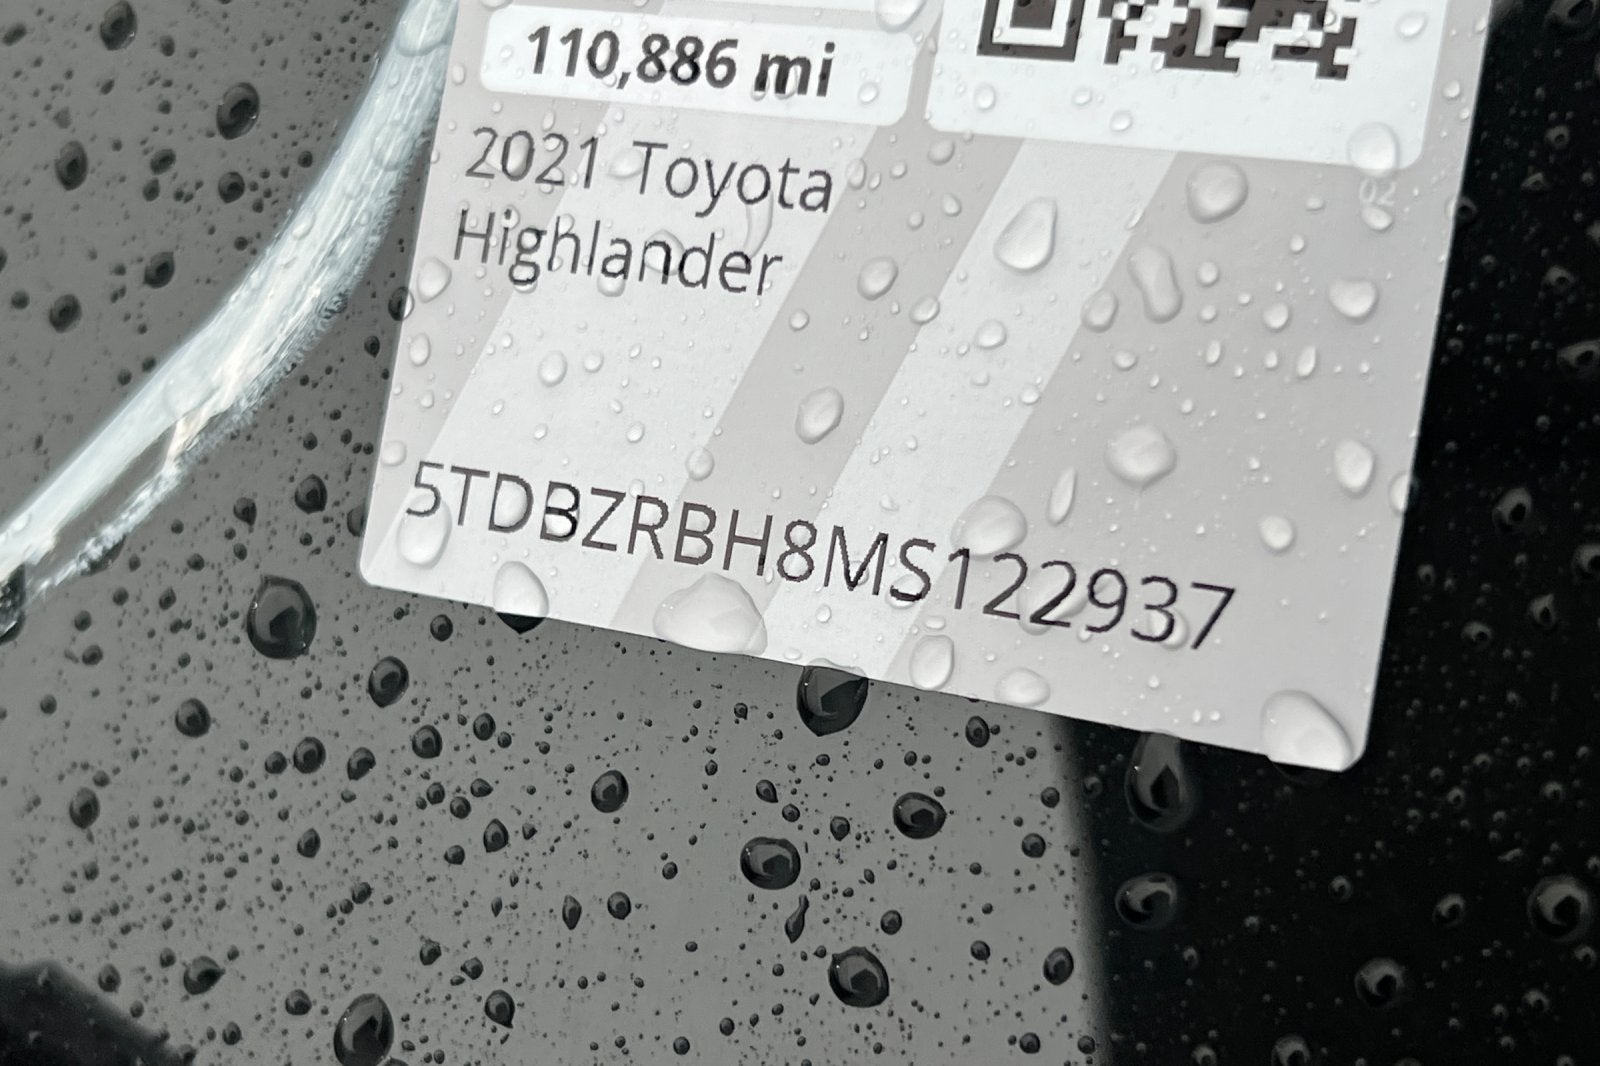 110,886 mi
2021 Toyota
Highlander
5TDBZRBH8MS122937